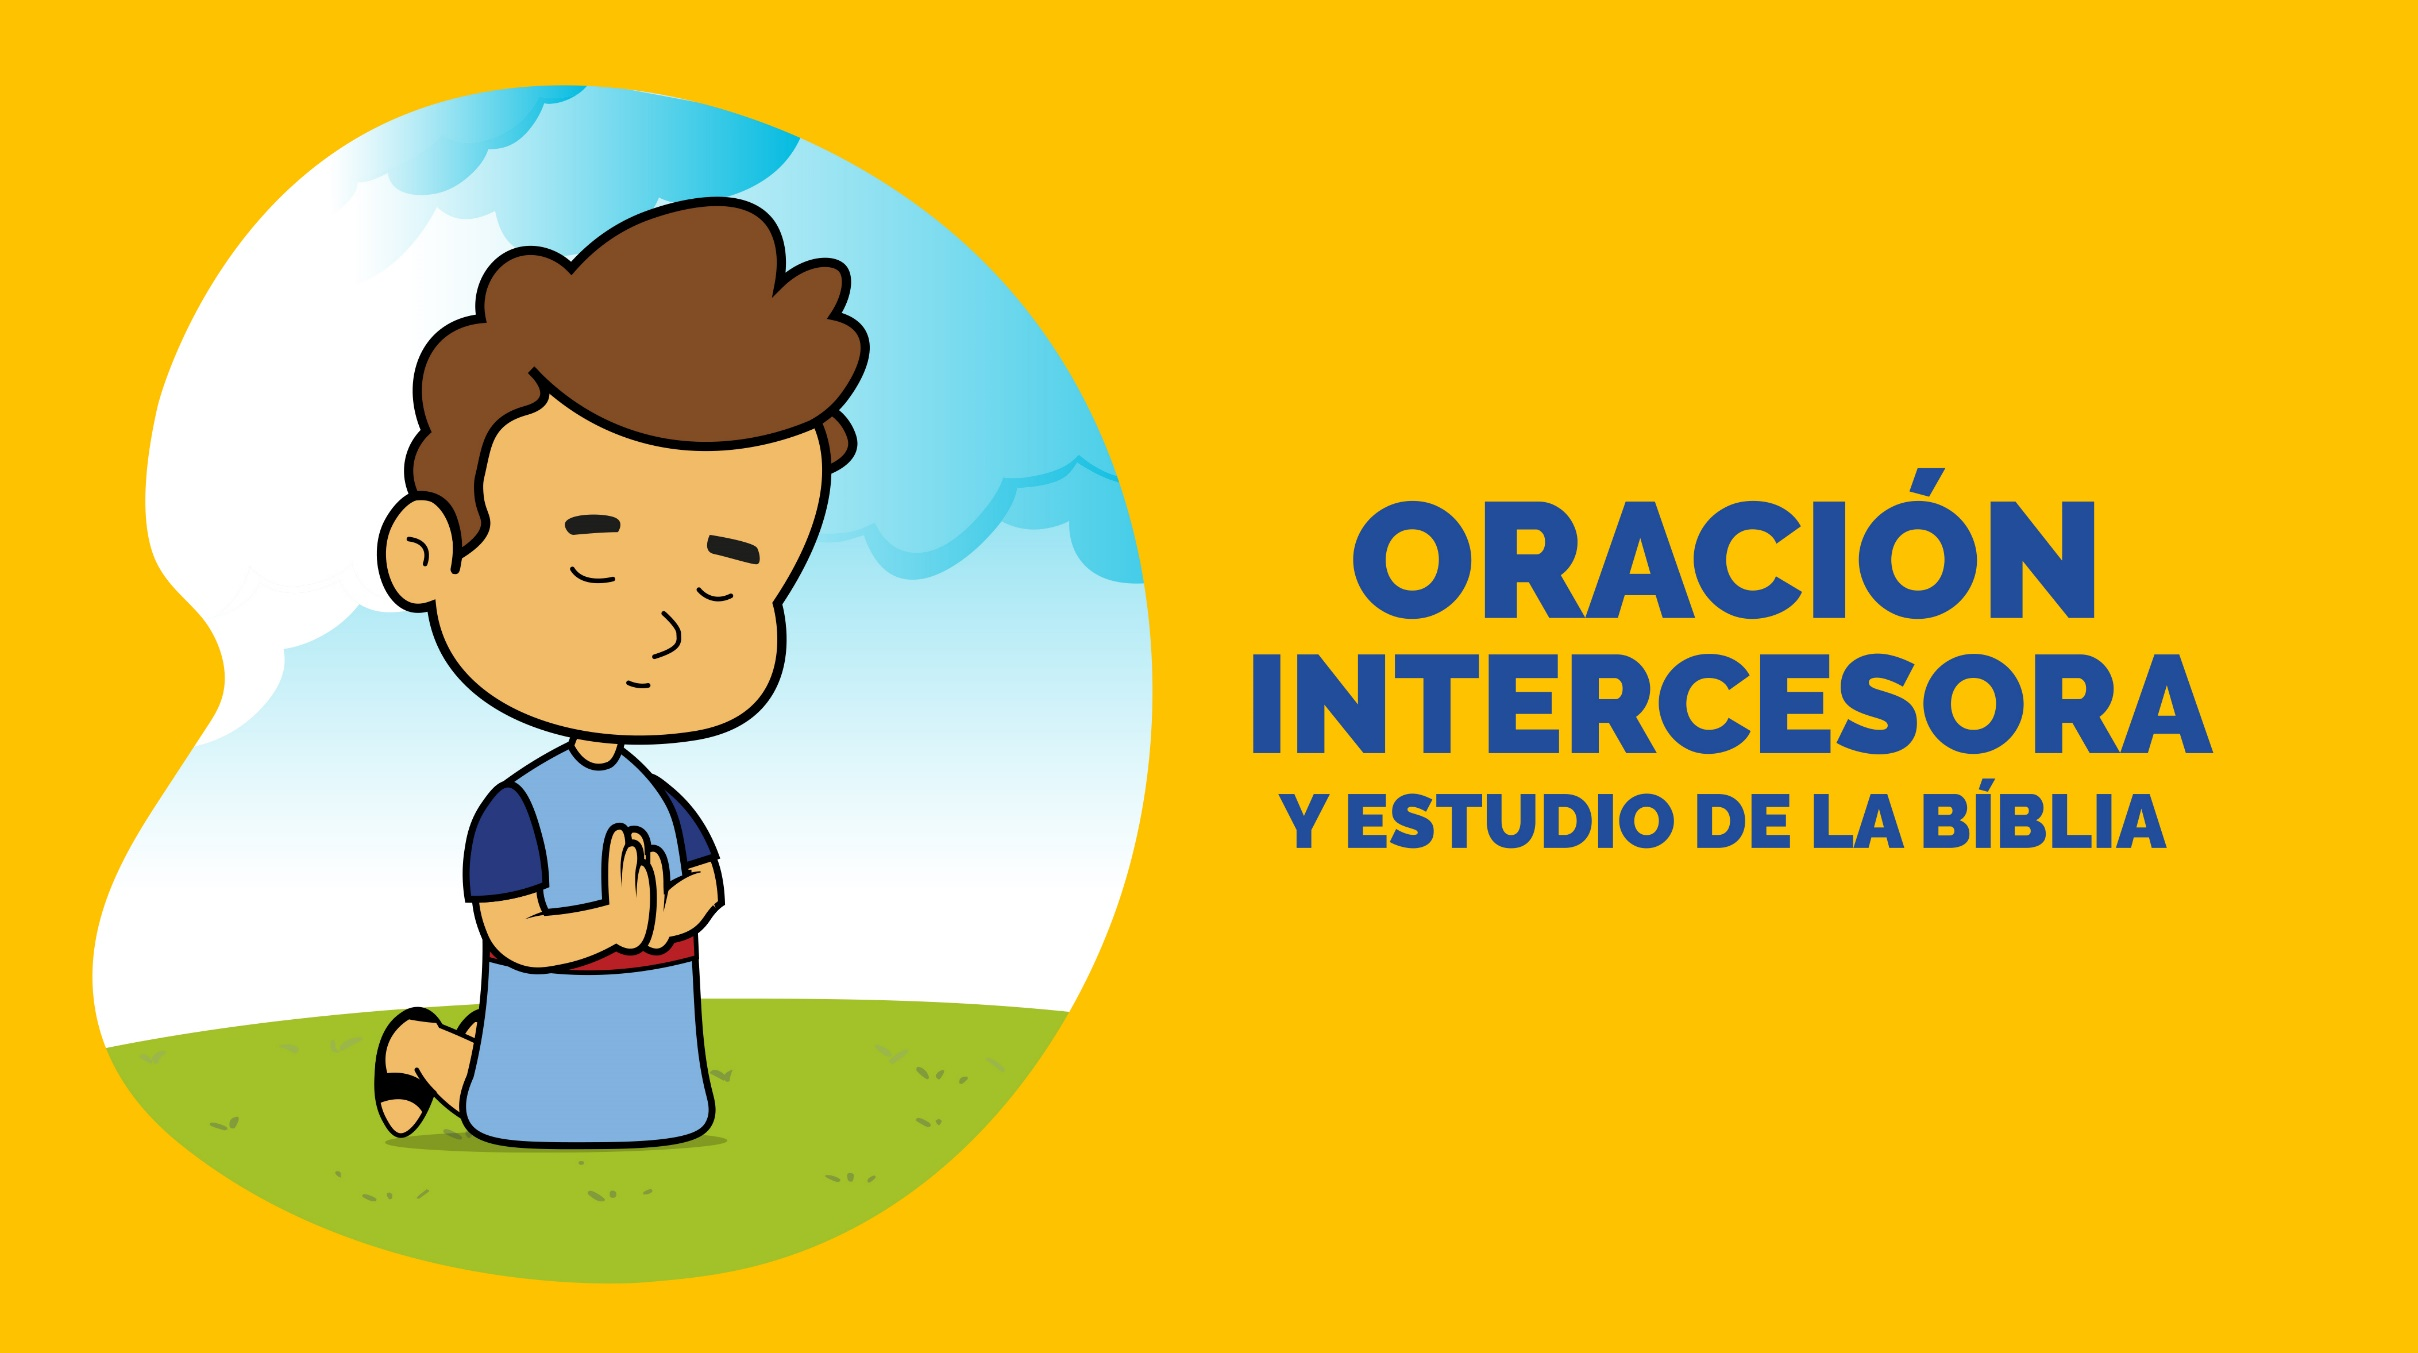 ORACIÓN
INTERCESORA
Y ESTUDIO DE LA BÍBLIA